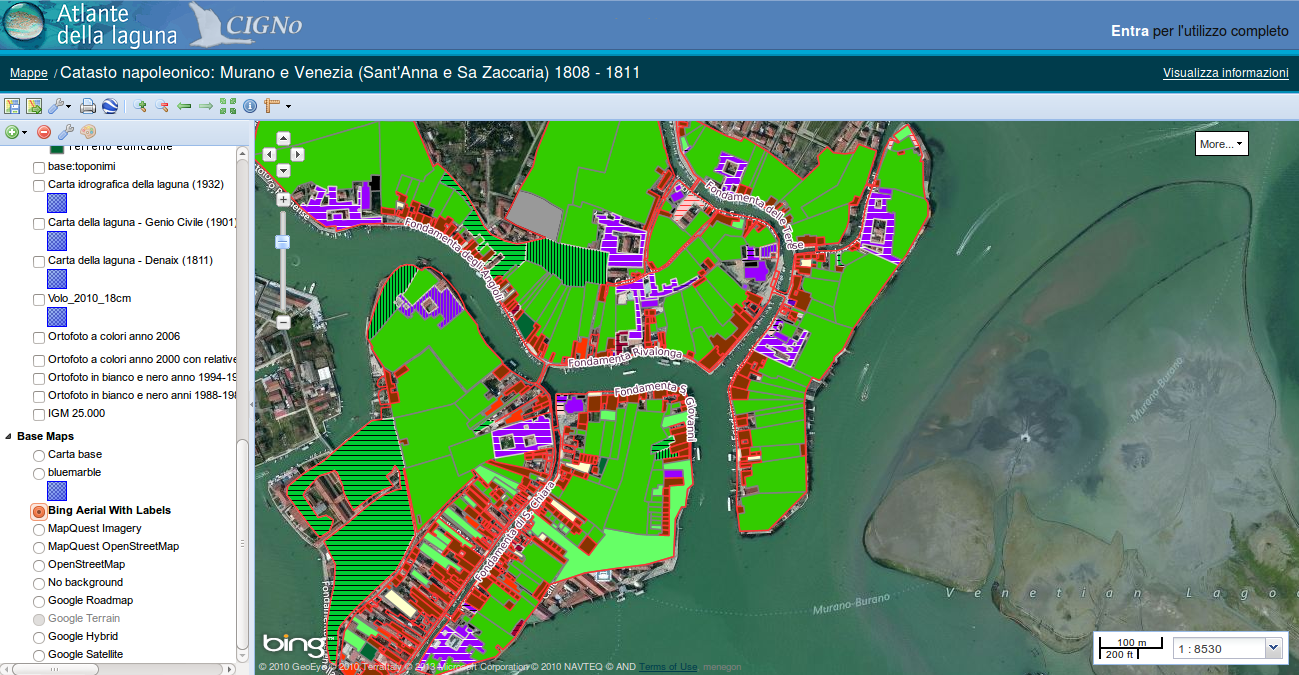 Atlante
della laguna
CIGNo
Entra per l'utilizzo completo
Mappe / Catasto napoleonico: Murano e Venezia (Sant'Anna e Sa Zaccaria) 1808 - 1811
Visualizza informazioni
Terreno edificabile
base:toponimi
Carta idrografica della laguna (1932)
Carta della laguna - Genio Civile (1901)
Carta della laguna - Denaix (1811)
Volo_2010_18cm
Ortofoto a colori anno 2006
Ortofoto a colori anno 2000 con relative
Ortofoto in bianco e nero anno 1994-19
Ortofoto in bianco e nero anni 1988-19
IGM 25.000
Base Maps
Carta base
bluemarble
Bing Aerial With Labels
MapQuest Imagery
MapQuest OpenStreetMap
OpenStreetMap
No background
Google Roadmap
Google Terrain
Google Hybrid
Google Satellite
More...
Fondamenta delle Terese
Fondamenta degli Angioli
Fondamenta Rivalonga
Fondamenta S Giovanni
Fondamenta di S. Chiara
Murano-Burano
Murano-Burano
Venetian Lagoo
bing
© 2010 GeoEye © 2010 TerraItaly © 2013 Microsoft Corporation © 2010 NAVTEQ © AND Terms of Use menegon
100 m
200 ft
1 : 8530